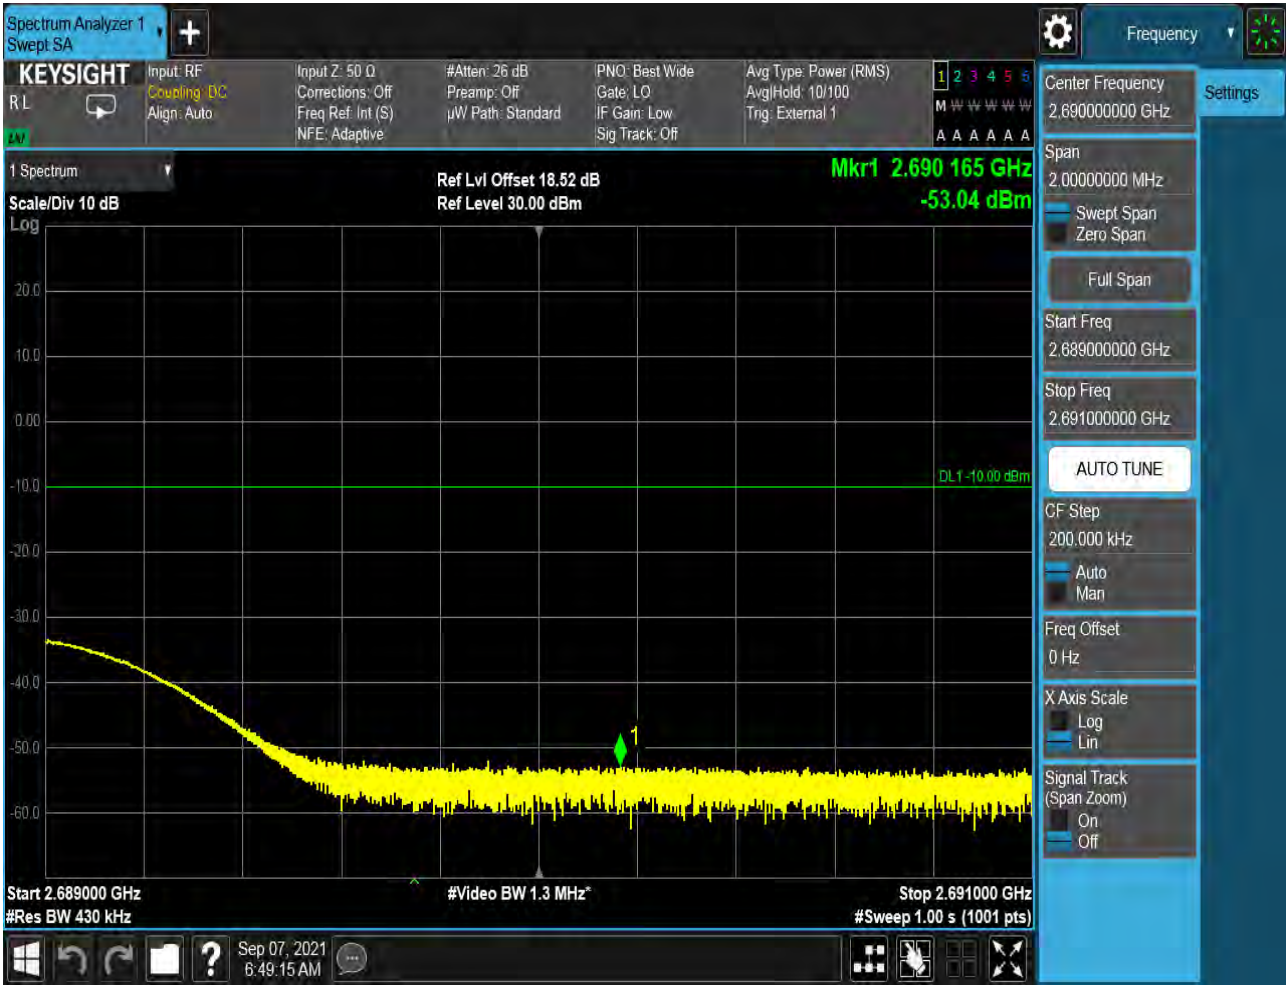 Spectrum Analyzer 1
Swept SA
Frequency
KEYSIGHT
R L
Input: RF
Coupling: DC
Align: Auto
Input Z: 50 Ω
Corrections: Off
Freq Ref: Int (S)
NFE: Adaptive
#Atten: 26 dB
Preamp: Off
µW Path: Standard
PNO: Best Wide
Gate: LO
IF Gain: Low
Sig Track: Off
Avg Type: Power (RMS)
Avg|Hold: 10/100
Trig: External 1
1 2 3 4 5 6
M W W W W W
A A A A A A
1 Spectrum
Scale/Div 10 dB
Log
Ref Lvl Offset 18.52 dB
Ref Level 30.00 dBm
Mkr1 2.690 165 GHz
-53.04 dBm
20.0
10.0
0.00
-10.0
-20.0
-30.0
-40.0
-50.0
-60.0
DL1 -10.00 dBm
1
Start 2.689000 GHz
#Res BW 430 kHz
#Video BW 1.3 MHz*
Stop 2.691000 GHz
#Sweep 1.00 s (1001 pts)
Center Frequency
2.690000000 GHz
Settings
Span
2.00000000 MHz
Swept Span
Zero Span
Full Span
Start Freq
2.689000000 GHz
Stop Freq
2.691000000 GHz
AUTO TUNE
CF Step
200.000 kHz
Auto
Man
Freq Offset
0 Hz
X Axis Scale
Log
Lin
Signal Track
(Span Zoom)
On
Off
?
Sep 07, 2021
6:49:15 AM